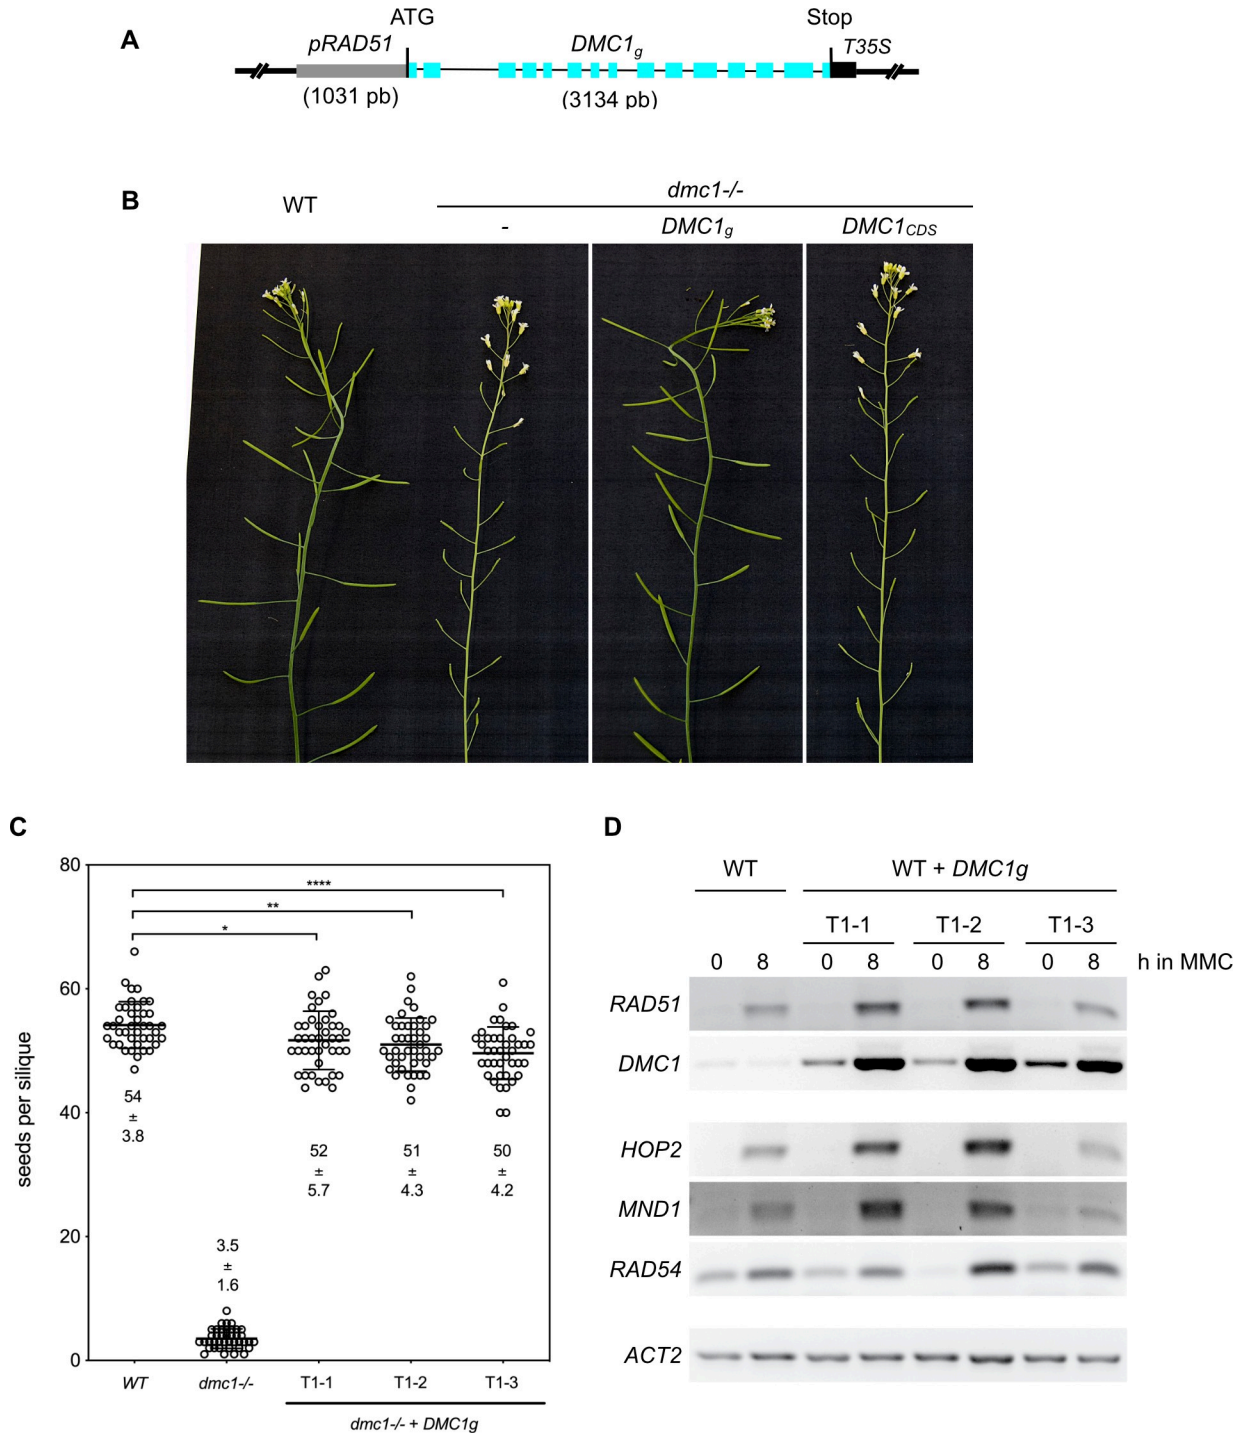 A
ATG
Stop
pRAD51
DMC1g
T35S
(1031 pb)
(3134 pb)
B
WT
dmc1-/-
-
DMC1g
DMC1CDS
C
D
seeds per silique
80
60
40
20
0
****
**
*
54
±
3.8
3.5
±
1.6
52
±
5.7
51
±
4.3
50
±
4.2
WT
dmc1-/-
T1-1
T1-2
T1-3
dmc1-/- + DMC1g
WT
WT + DMC1g
T1-1
T1-2
T1-3
0 8 0 8 0 8 0 8 h in MMC
RAD51
DMC1
HOP2
MND1
RAD54
ACT2